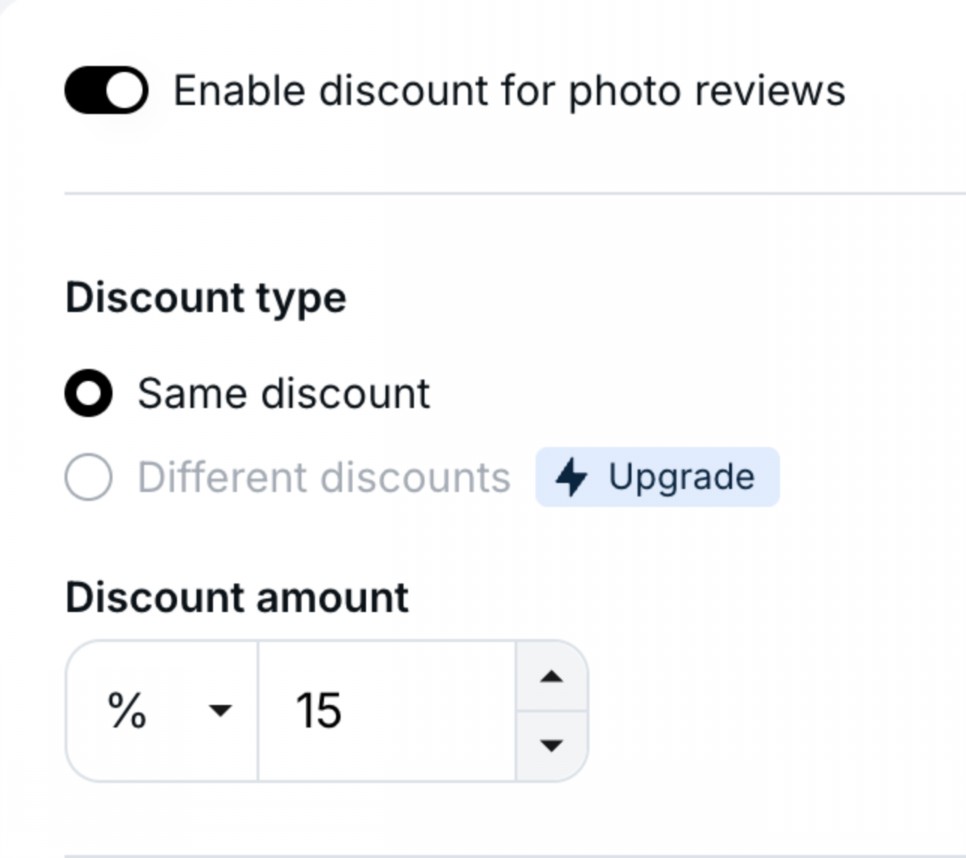 Enable discount for photo reviews
Discount type
Same discount
Different discounts Upgrade
Discount amount
% 15